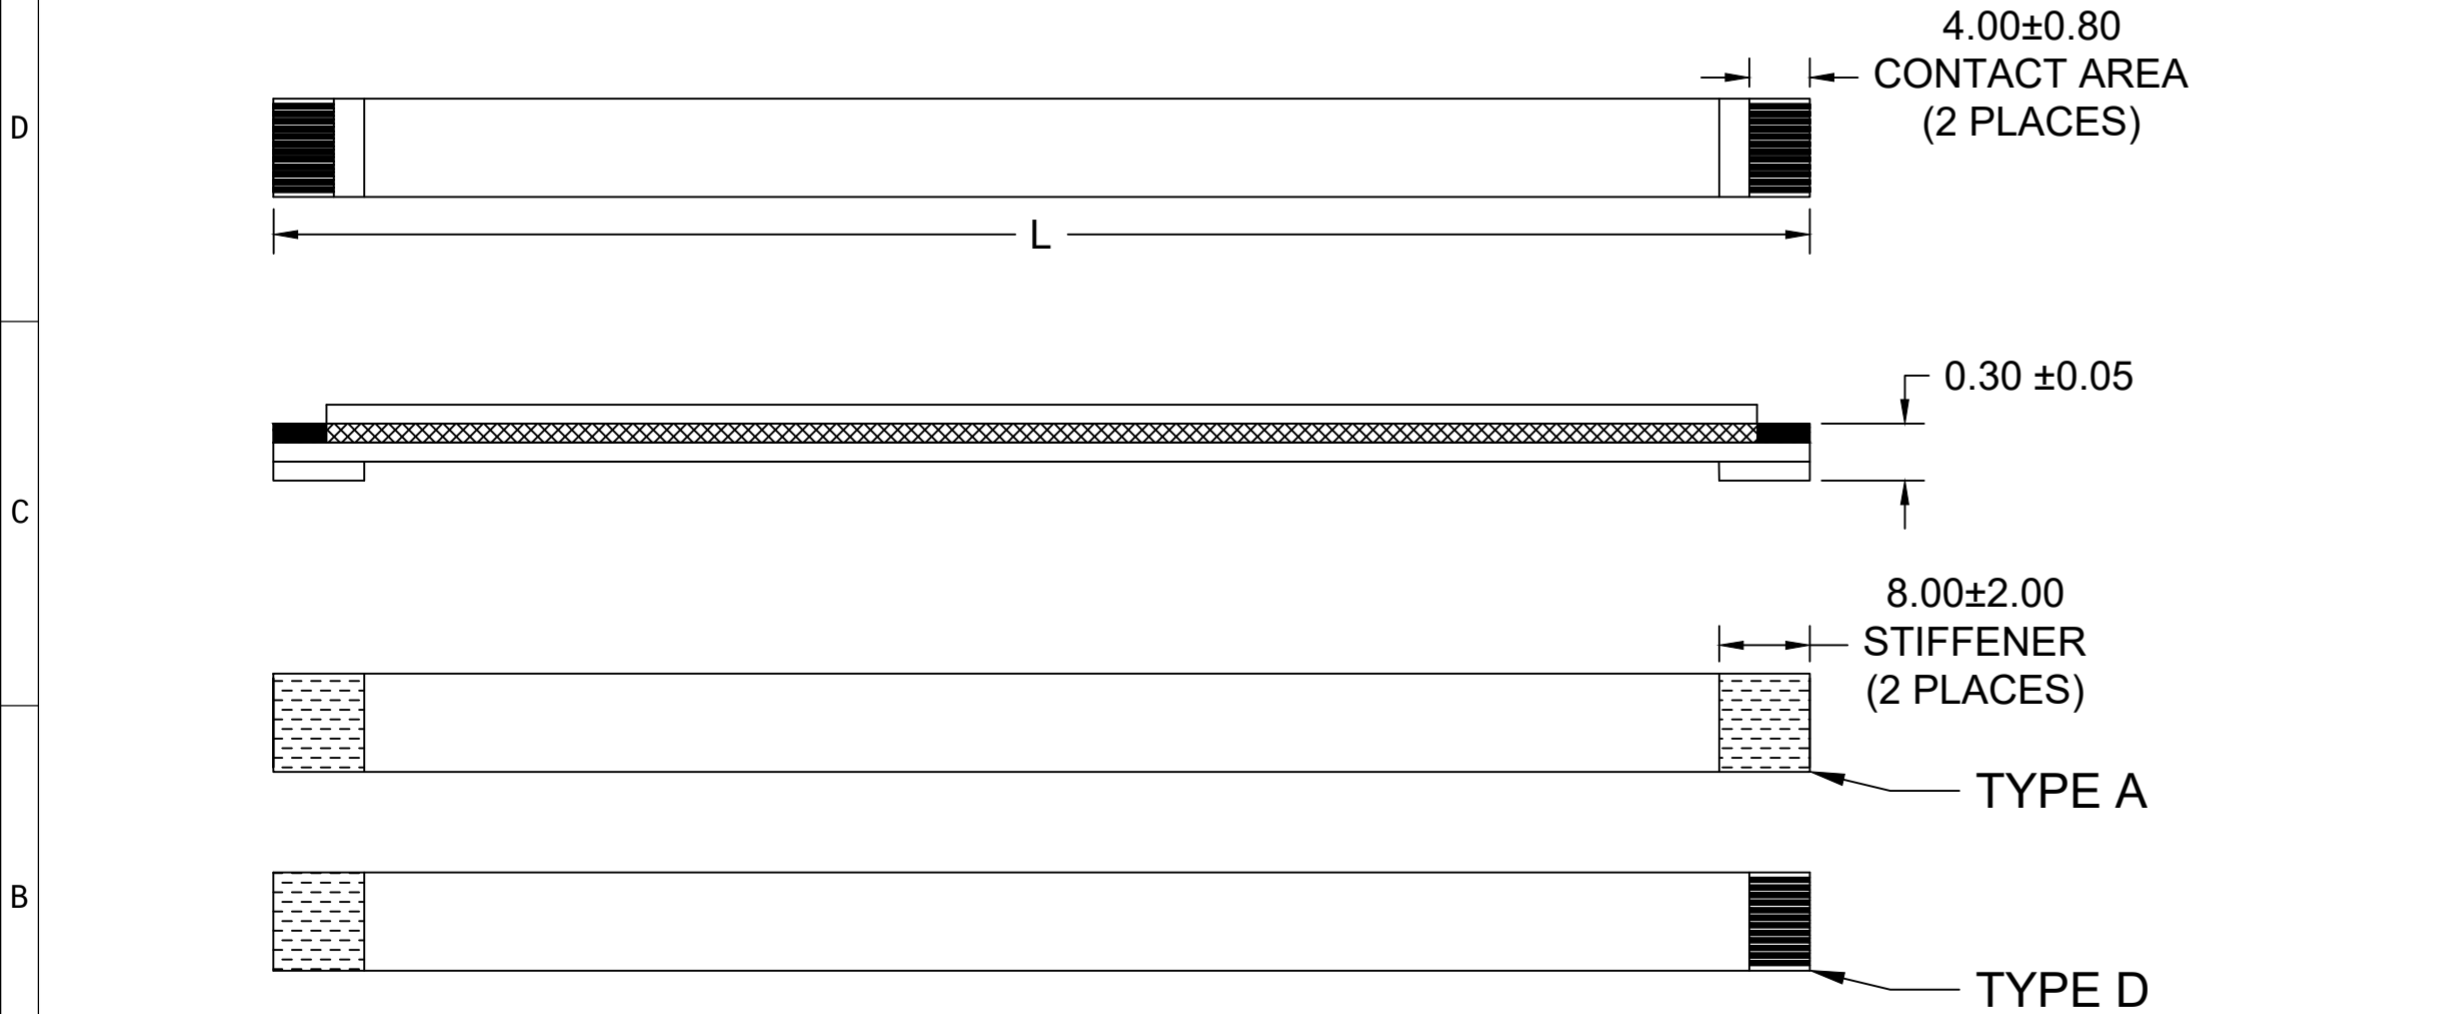 4.00±0.80
CONTACT AREA
(2 PLACES)
D
L
0.30 ±0.05
C
8.00±2.00
STIFFENER
(2 PLACES)
TYPE A
B
TYPE D